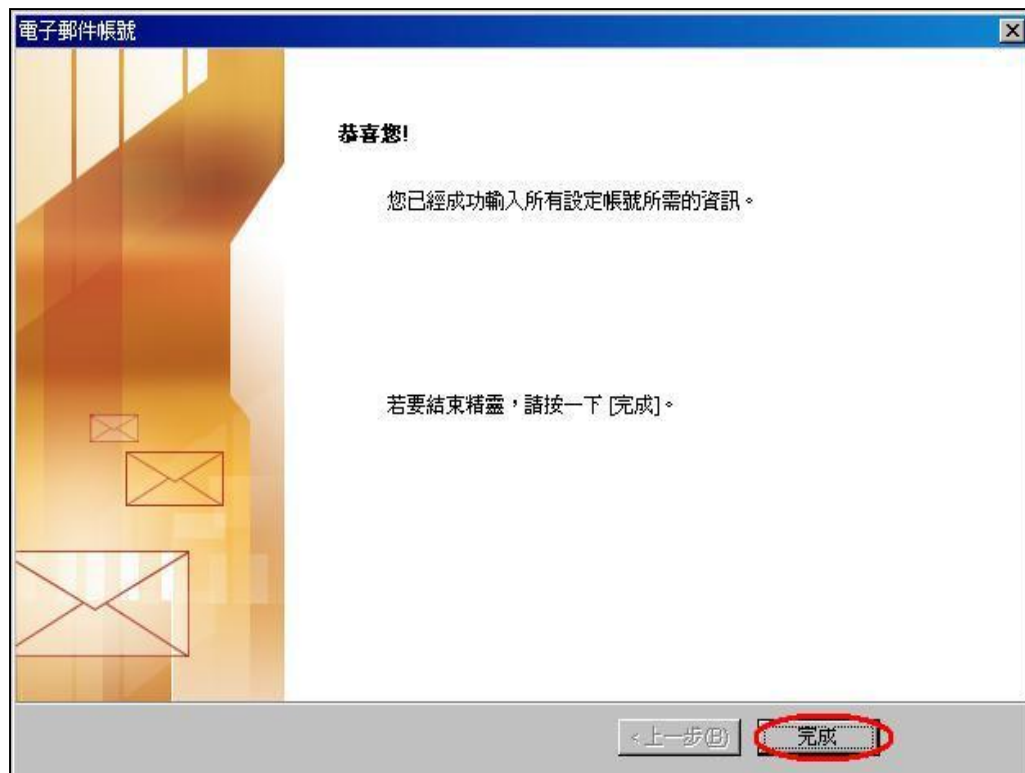 電子郵件帳號
恭喜您!
您已經成功輸入所有設定帳號所需的資訊。
若要結束精靈，請按一下 [完成]。
<上一步(B)
完成